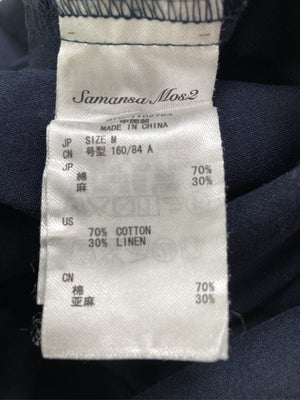 Samansa Mos2
MADE IN CHINA
JP SIZE M
CN 号型 160/84 A
JP 綿 70%
麻 30%
US 70% COTTON
30% LINEN
CN 棉 70%
亚麻 30%